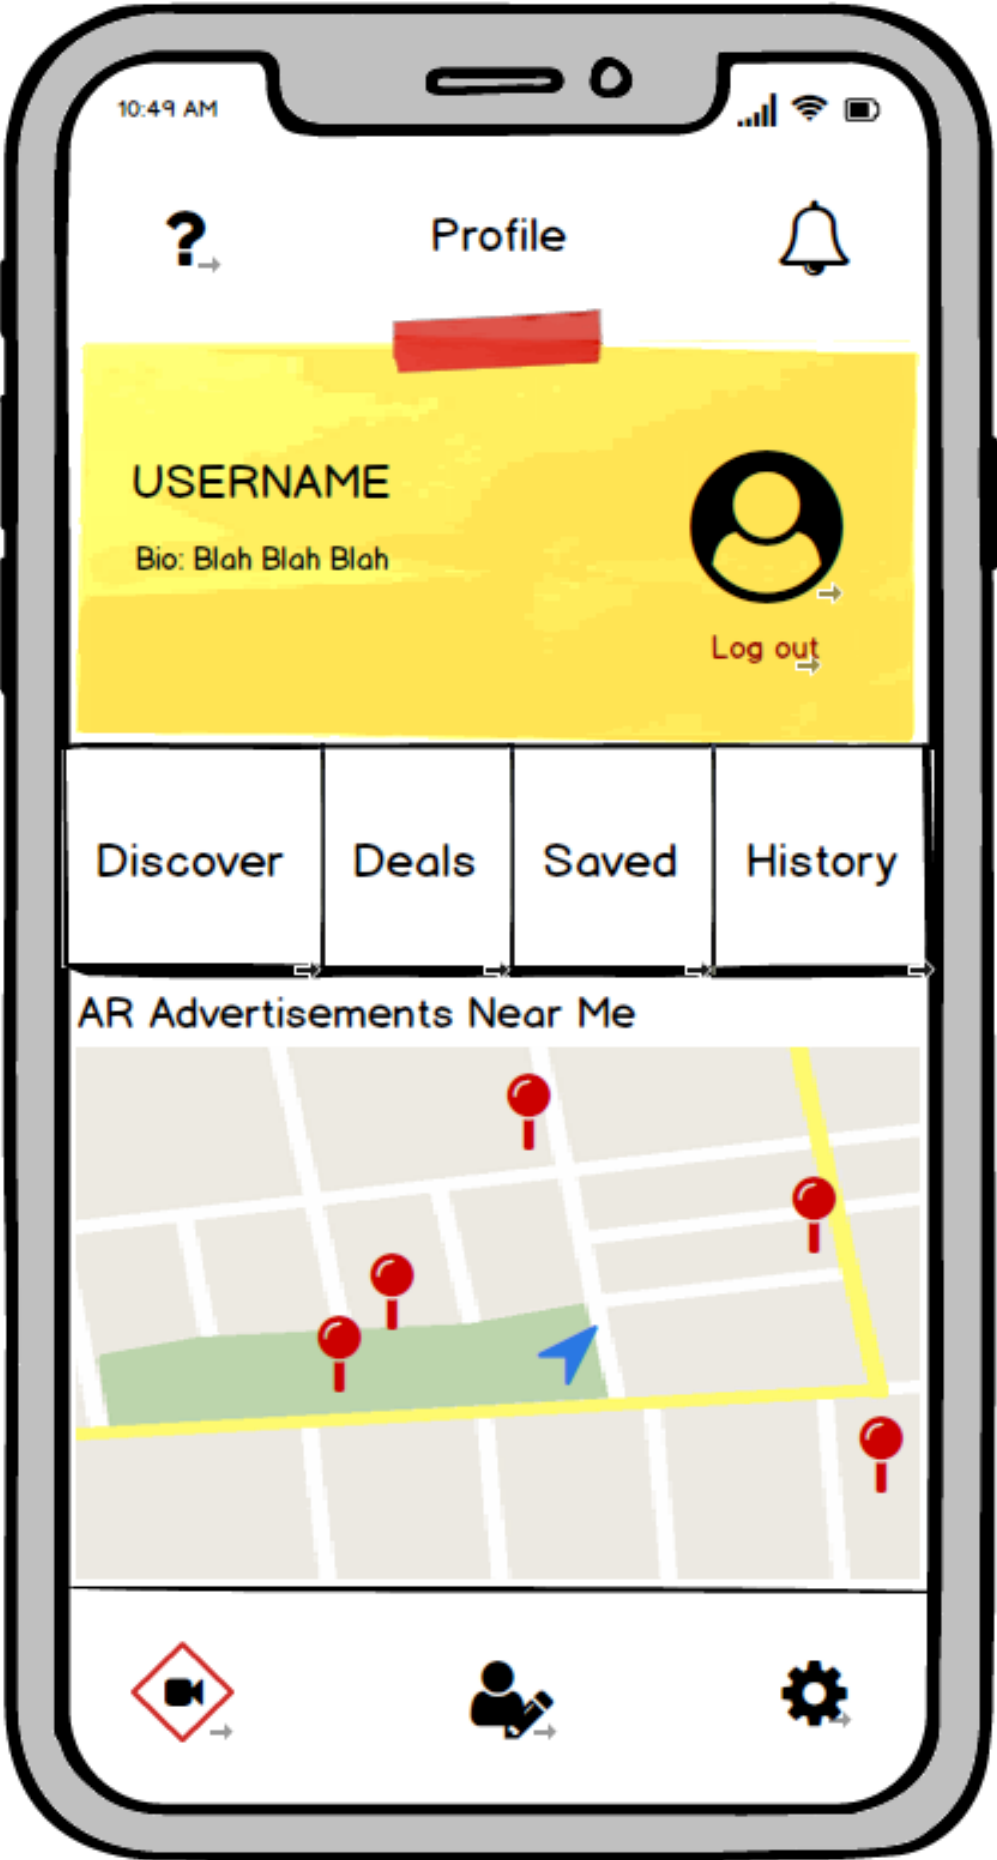 10:49 AM
?
Profile
USERNAME
Bio: Blah Blah Blah
Log out
Discover
Deals
Saved
History
AR Advertisements Near Me